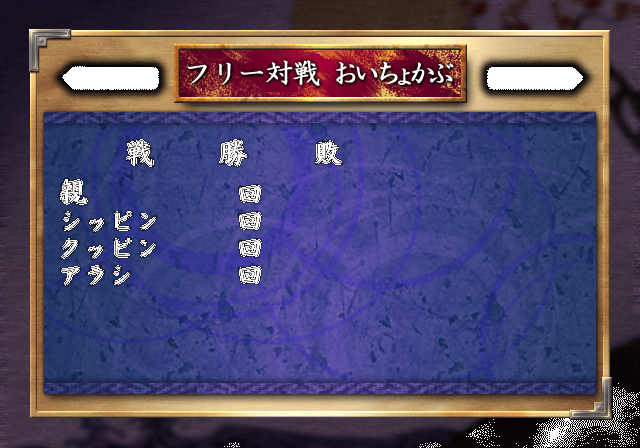 フリー対戦 おいちょかぶ
戦 勝 敗
親 回
シッピン 回
クッピン 回
アラシ 回